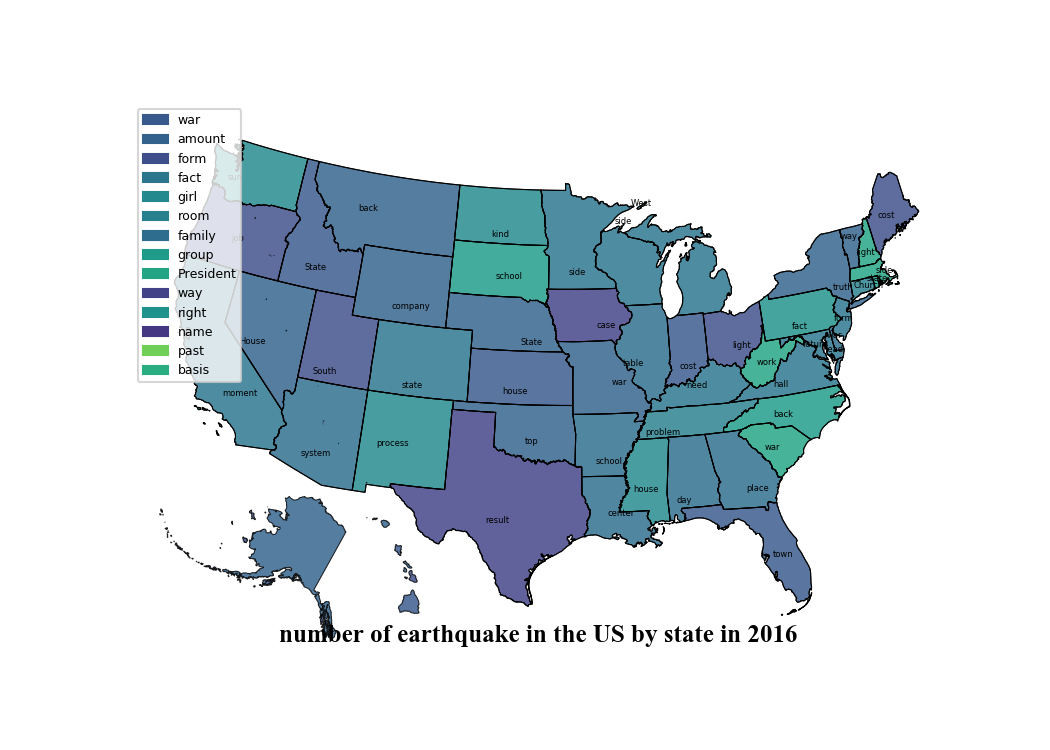 war
amount
form
fact
girl
room
family
group
President
way
right
name
past
basis
back
kind
West
side
cost
way
right
State
school
side
side
company
truth
Church
case
fact
House
State
light
table
work
South
state
house
war
cost
need
hall
moment
top
problem
back
process
system
school
war
house
day
place
center
result
town
number of earthquake in the US by state in 2016